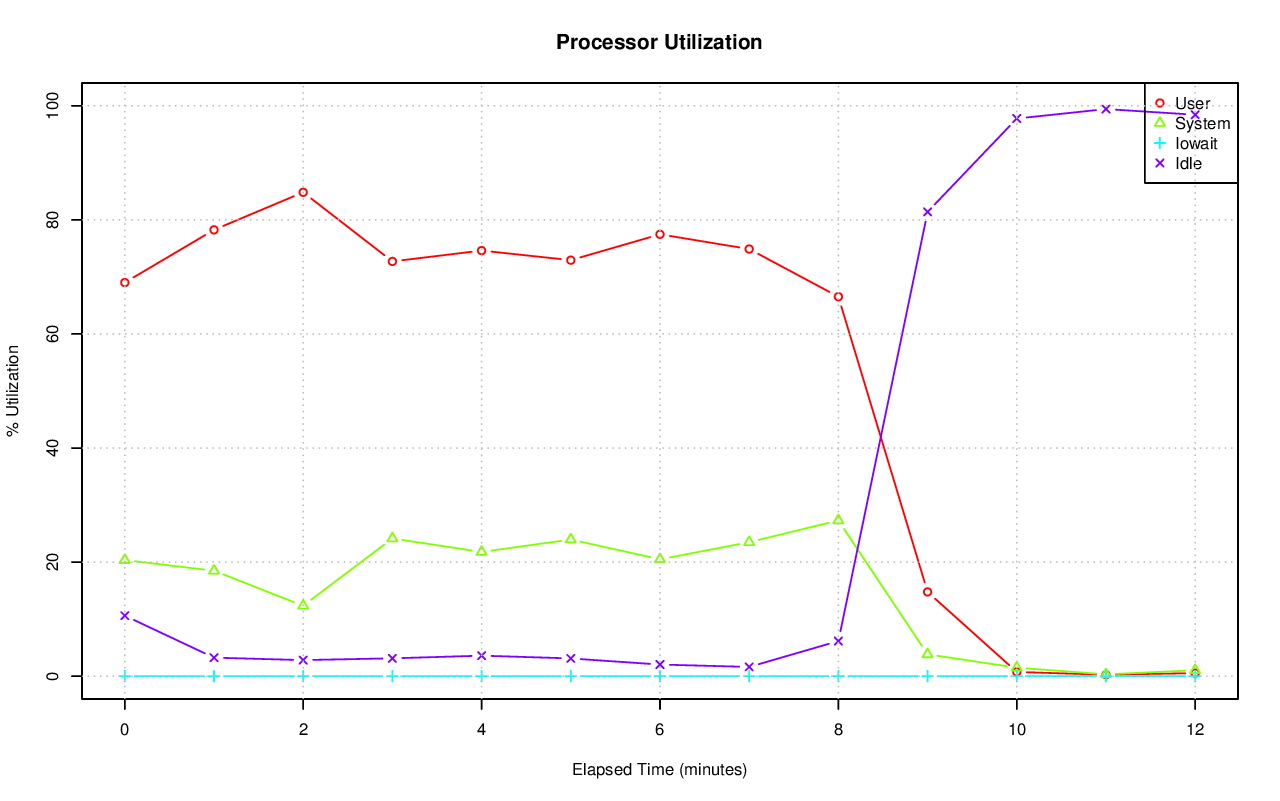 Processor Utilization
% Utilization
100
80
60
40
20
0
User
System
Iowait
Idle
0 2 4 6 8 10 12
Elapsed Time (minutes)